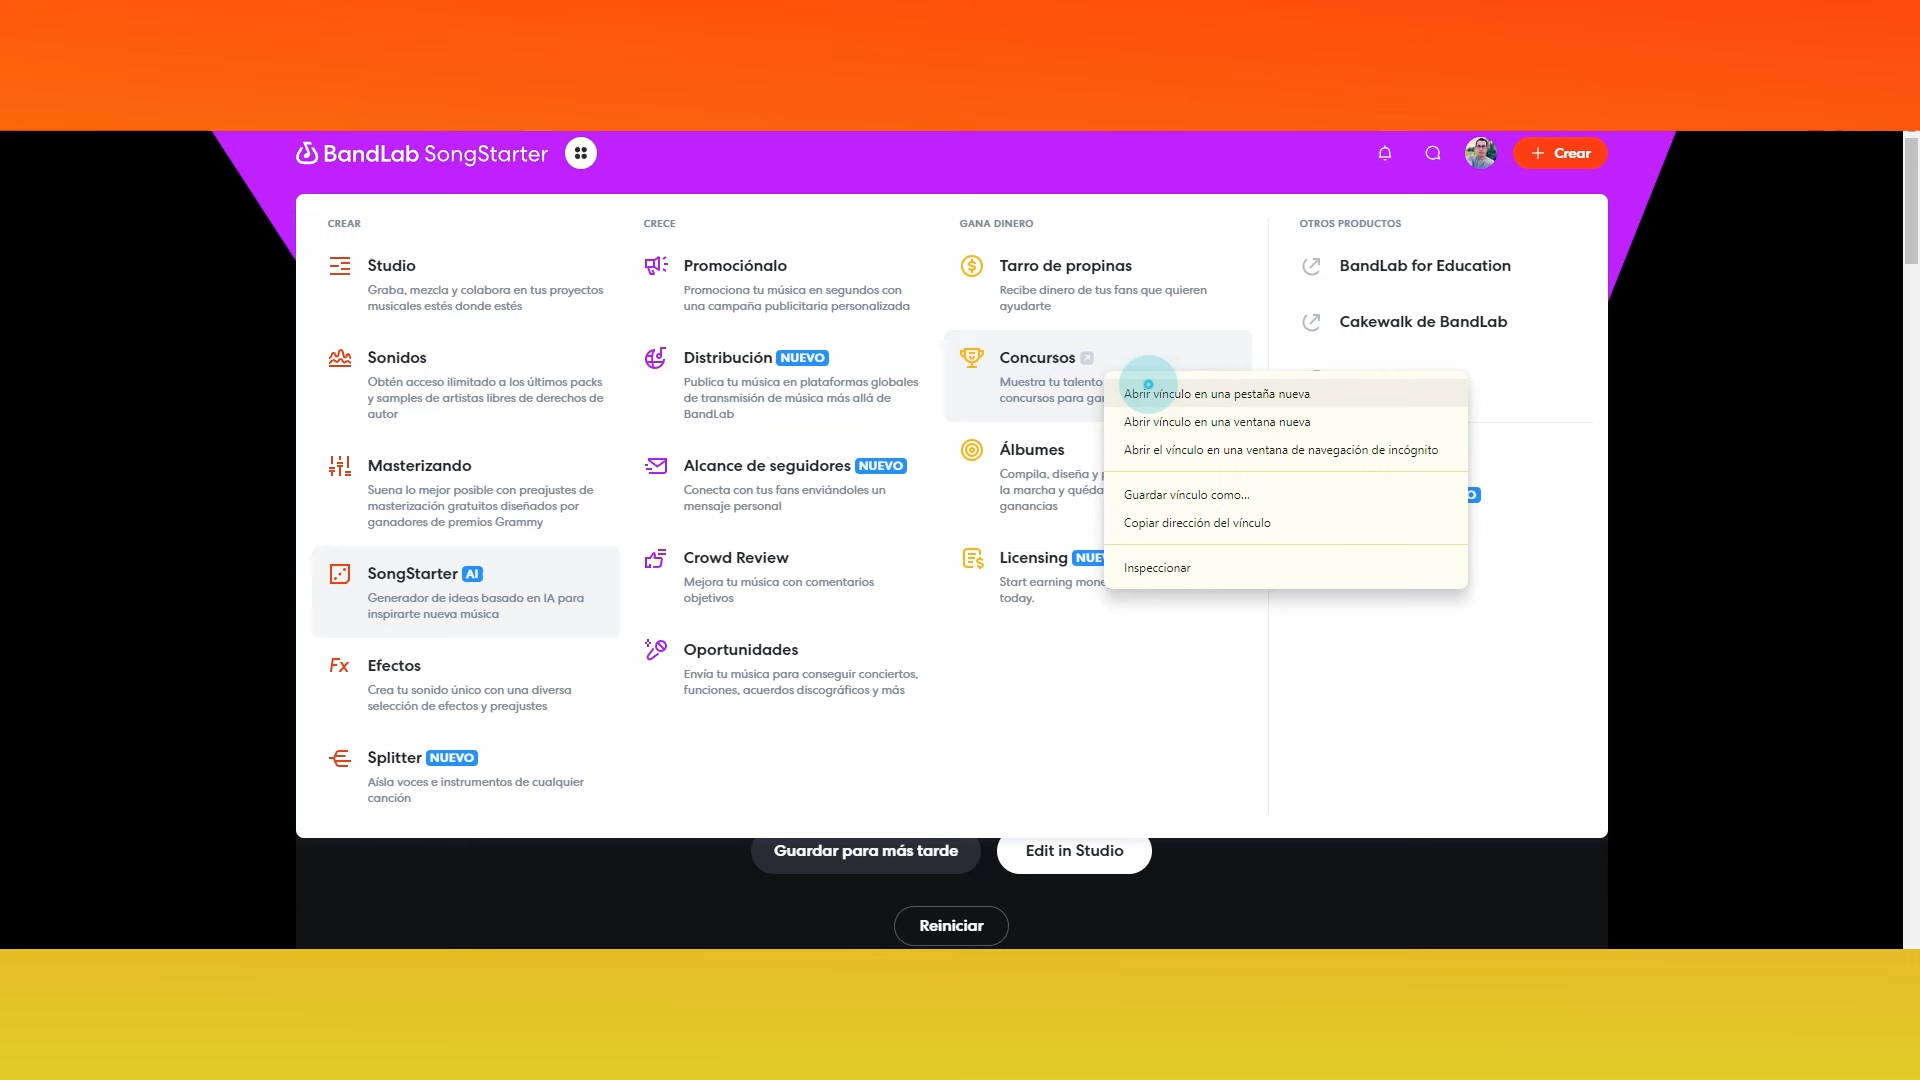 BandLab SongStarter
+ Crear
CREAR
Studio
Graba, mezcla y colabora en tus proyectos
musicales estés donde estés
Sonidos
Obtén acceso ilimitado a los últimos packs
y samples de artistas libres de derechos de
autor
Masterizando
Suena lo mejor posible con preajustes de
masterización gratuitos diseñados por
ganadores de premios Grammy
SongStarter AI
Generador de ideas basado en IA para
inspirarte nueva música
Fx Efectos
Crea tu sonido único con una diversa
selección de efectos y preajustes
Splitter NUEVO
Aísla voces e instrumentos de cualquier
canción
CRECE
Promociónalo
Promociona tu música en segundos con
una campaña publicitaria personalizada
Distribución NUEVO
Publica tu música en plataformas globales
de transmisión de música más allá de
BandLab
Alcance de seguidores NUEVO
Conecta con tus fans enviándoles un
mensaje personal
Crowd Review
Mejora tu música con comentarios
objetivos
Oportunidades
Envía tu música para conseguir conciertos,
funciones, acuerdos discográficos y más
GANA DINERO
Tarro de propinas
Recibe dinero de tus fans que quieren
ayudarte
Concursos
Muestra tu talento
concursos para
Álbumes
Compila, diseña y
la marcha y
ganancias
Licensing
Start earning
today.
OTROS PRODUCTOS
BandLab for Education
Cakewalk de BandLab
Abrir vínculo en una pestaña nueva
Abrir vínculo en una ventana nueva
Abrir el vínculo en una ventana de navegación de incógnito
Guardar vínculo como...
Copiar dirección del vínculo
Inspeccionar
Guardar para más tarde
Edit in Studio
Reiniciar